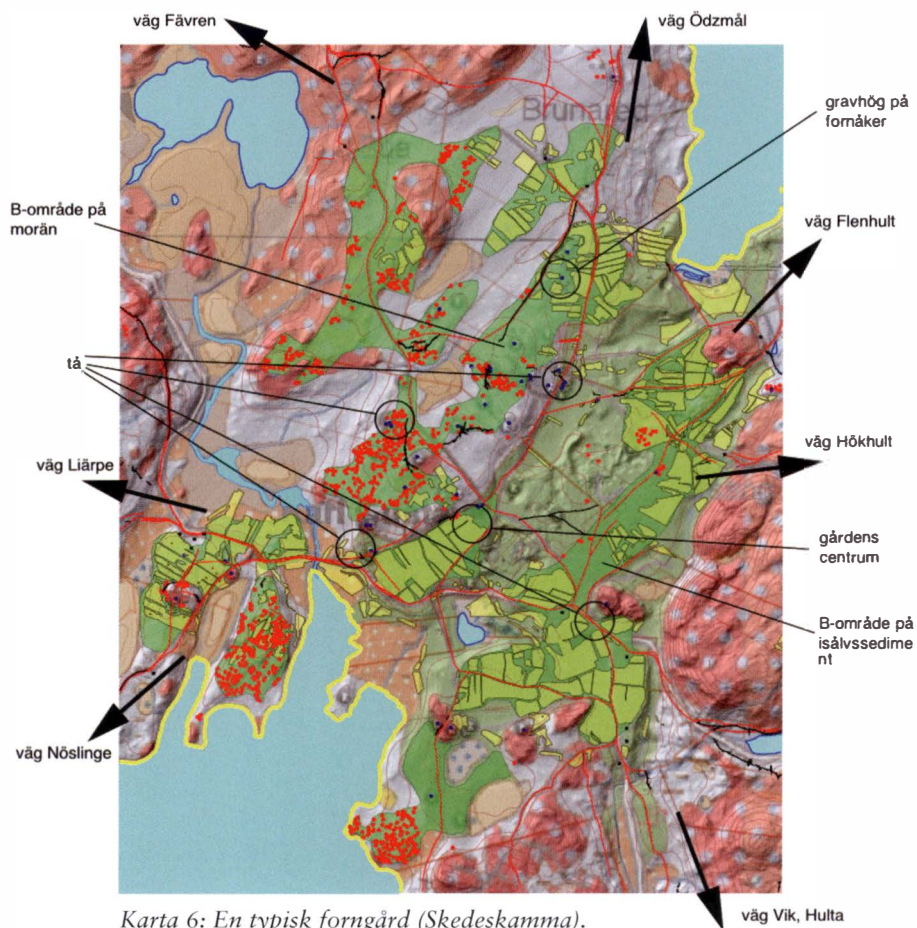 väg Fävren
väg Ödzmål
gravhög på
fornåker
Brunared
B-område på
morän
väg Flenhult
tå
väg Hökhult
väg Liärpe
gårdens
centrum
B-område på
isälvssedime
nt
väg Nöslinge
väg Vik, Hulta
Karta 6: En typisk forngård (Skedeskamma).